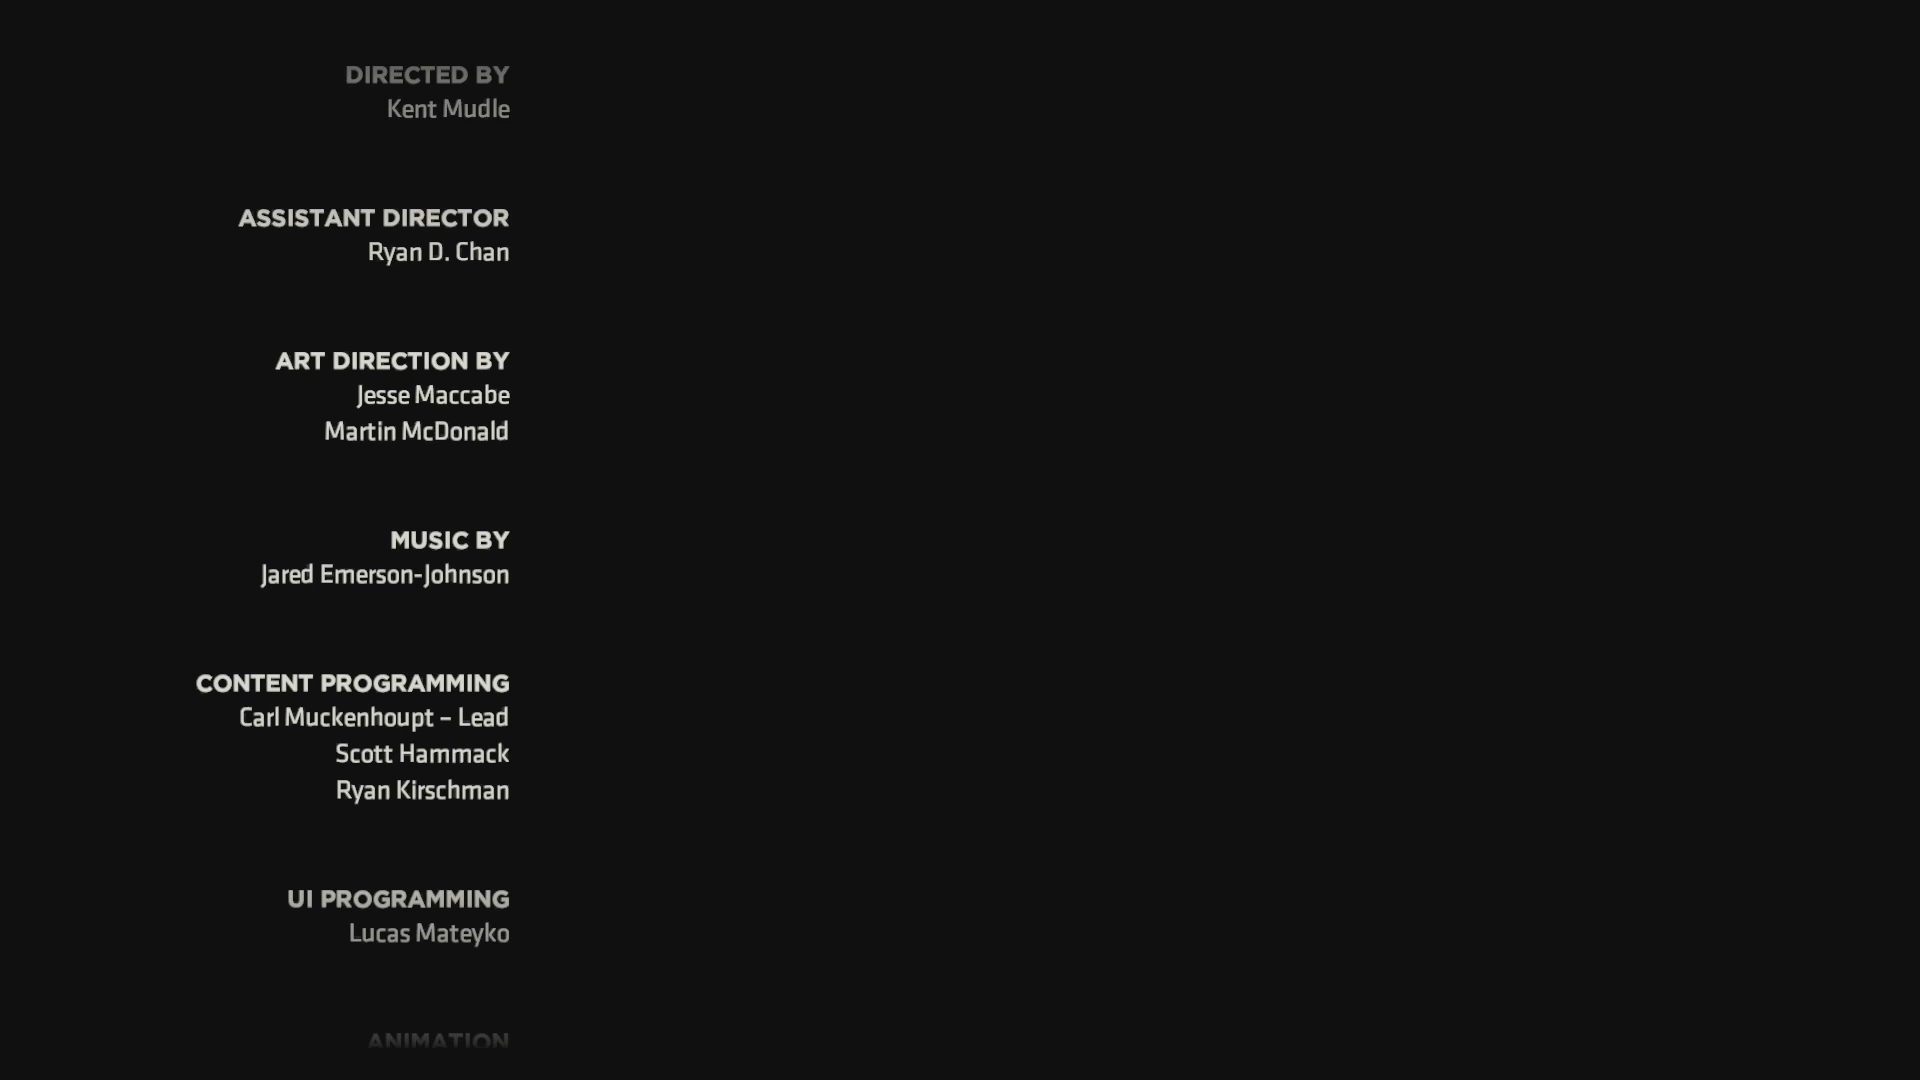 DIRECTED BY
Kent Mudle
ASSISTANT DIRECTOR
Ryan D. Chan
ART DIRECTION BY
Jesse Maccabe
Martin McDonald
MUSIC BY
Jared Emerson-Johnson
CONTENT PROGRAMMING
Carl Muckenhoupt – Lead
Scott Hammack
Ryan Kirschman
UI PROGRAMMING
Lucas Mateyko
ANIMATION